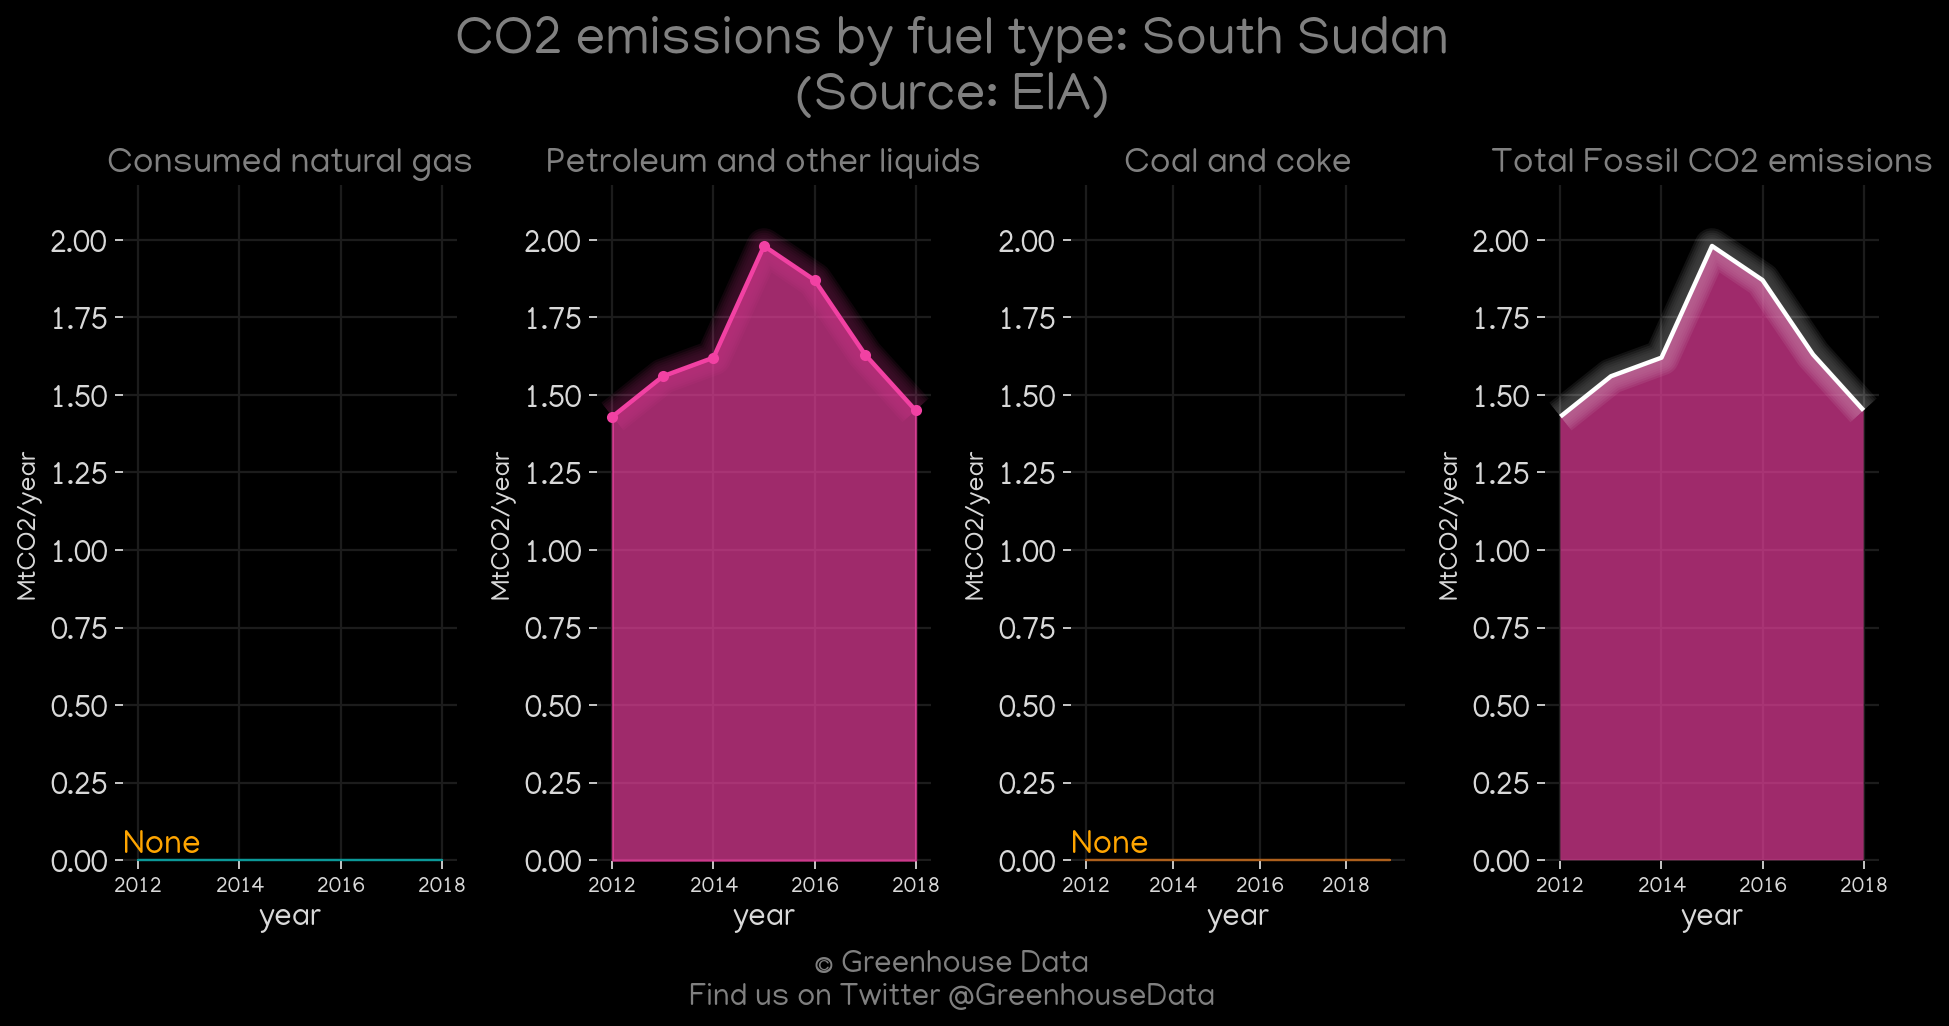 CO2 emissions by fuel type: South Sudan
(Source: EIA)
Consumed natural gas
MtCO2/year
2.00
1.75
1.50
1.25
1.00
0.75
0.50
0.25
0.00
None
2012 2014 2016 2018
year
Petroleum and other liquids
MtCO2/year
2.00
1.75
1.50
1.25
1.00
0.75
0.50
0.25
0.00
2012 2014 2016 2018
year
Coal and coke
MtCO2/year
2.00
1.75
1.50
1.25
1.00
0.75
0.50
0.25
0.00
None
2012 2014 2016 2018
year
Total Fossil CO2 emissions
MtCO2/year
2.00
1.75
1.50
1.25
1.00
0.75
0.50
0.25
0.00
2012 2014 2016 2018
year
© Greenhouse Data
Find us on Twitter @GreenhouseData